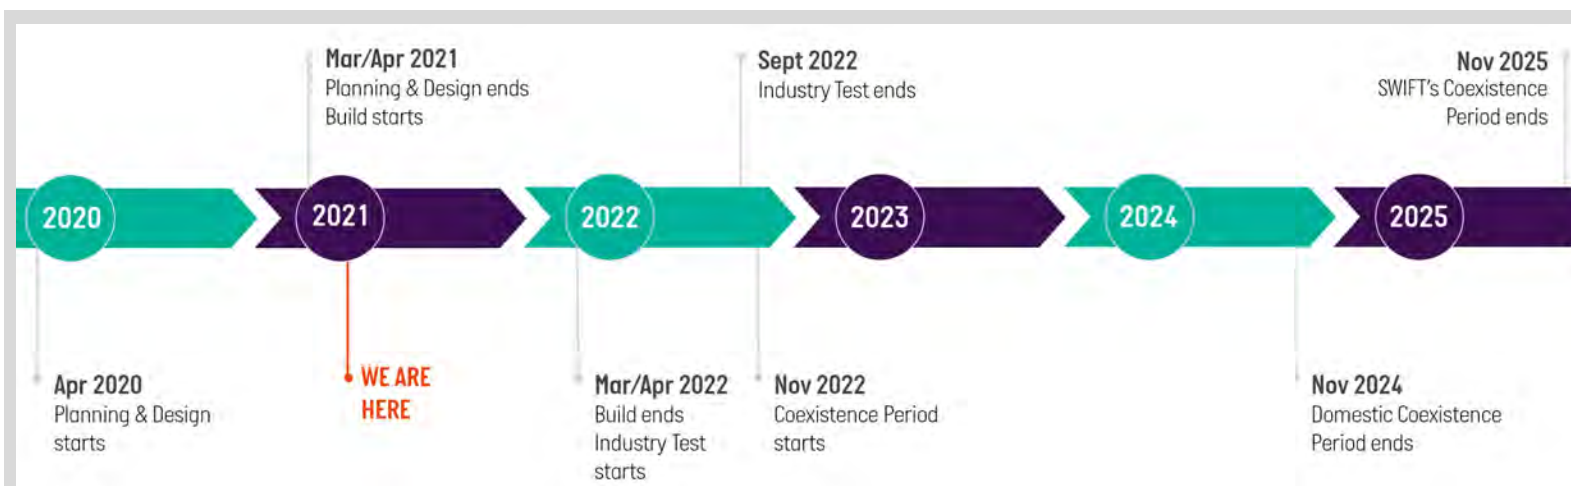 Mar/Apr 2021
Planning & Design ends
Build starts
Sept 2022
Industry Test ends
Nov 2025
SWIFT's Coexistence
Period ends
2020
2021
2022
2023
2024
2025
Apr 2020
Planning & Design
starts
WE ARE
HERE
Mar/Apr 2022
Build ends
Industry Test
starts
Nov 2022
Coexistence Period
starts
Nov 2024
Domestic Coexistence
Period ends